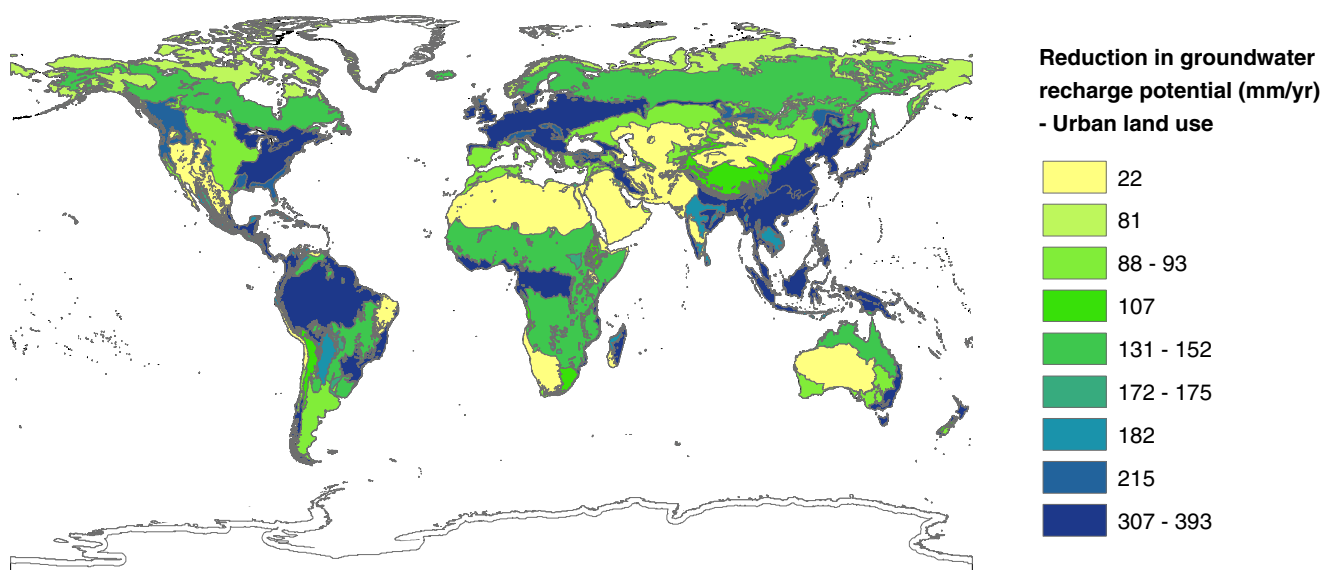 Reduction in groundwater
recharge potential (mm/yr)
- Urban land use
22
81
88 - 93
107
131 - 152
172 - 175
182
215
307 - 393